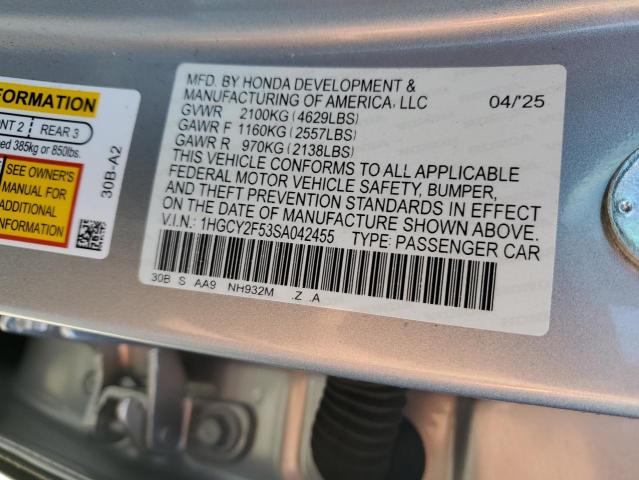 FORMATION
NT 2 REAR 3
ed 385kg or 850lbs.
SEE OWNER'S
MANUAL FOR
ADDITIONAL
INFORMATION
30B-A2
MFD. BY HONDA DEVELOPMENT &
MANUFACTURING OF AMERICA, LLC 04/'25
GVWR 2100KG (4629LBS)
GAWR F 1160KG (2557LBS)
GAWR R 970KG (2138LBS)
THIS VEHICLE CONFORMS TO ALL APPLICABLE
FEDERAL MOTOR VEHICLE SAFETY, BUMPER,
AND THEFT PREVENTION STANDARDS IN EFFECT
ON THE DATE OF MANUFACTURE SHOWN ABOVE.
V.I.N.: 1HGCY2F53SA042455 TYPE: PASSENGER CAR
30B S AA9 NH932M .Z .A